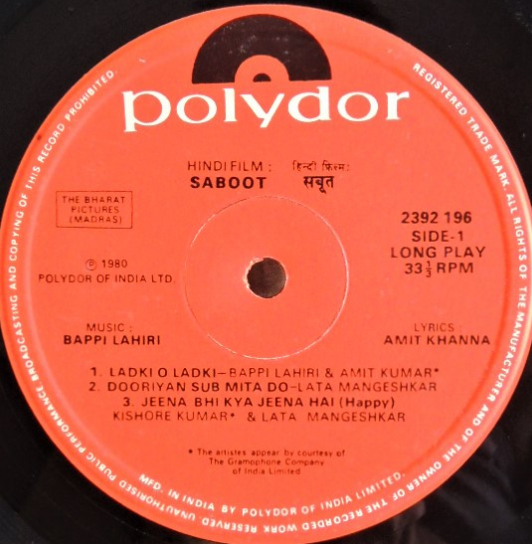 polydor
HINDI FILM : हिन्दी फिल्म:
SABOOT सबूत
THE BHARAT
PICTURES
(MADRAS)
2392 196
SIDE-1
LONG PLAY
33 1/3 RPM
℗ 1980
POLYDOR OF INDIA LTD.
MUSIC :
BAPPI LAHIRI
LYRICS
AMIT KHANNA
1. LADKI O LADKI-BAPPI LAHIRI & AMIT KUMAR*
2. DOORIYAN SUB MITA DO-LATA MANGESHKAR
3. JEENA BHI KYA JEENA HAI (Happy)
KISHORE KUMAR* & LATA MANGESHKAR
* The artistes appear by courtesy of
The Gramophone Company
of India Limited
REGISTERED TRADE MARK. ALL RIGHTS OF THE MANUFACTURER AND OF THE OWNER OF THE RECORDED WORK RESERVED. UNAUTHORISED PUBLIC PERFORMANCE BROADCASTING AND COPYING OF THIS RECORD PROHIBITED.
MFD. IN INDIA BY POLYDOR OF INDIA LIMITED.